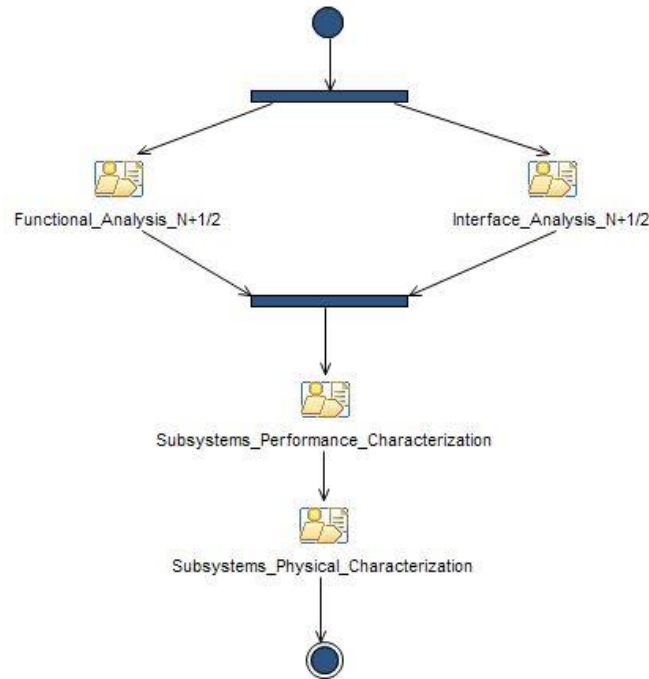 Functional_Analysis_N+1/2
Interface_Analysis_N+1/2
Subsystems_Performance_Characterization
Subsystems_Physical_Characterization